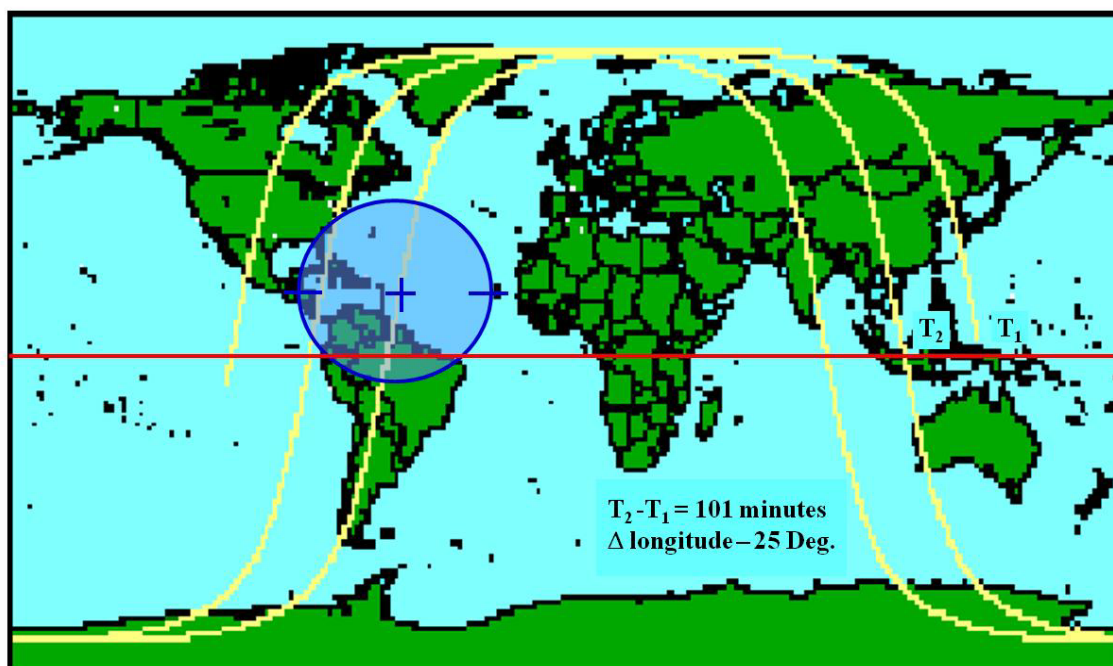 T₂ T₁
T₂-T₁ = 101 minutes
Δ longitude – 25 Deg.